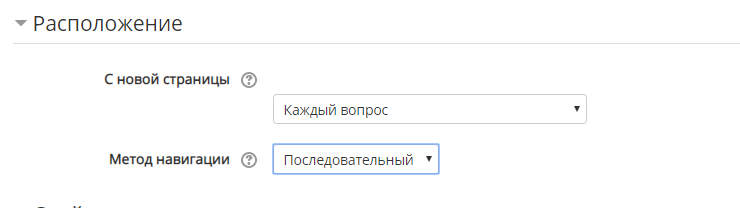 Расположение
С новой страницы
Каждый вопрос
Метод навигации
Последовательный